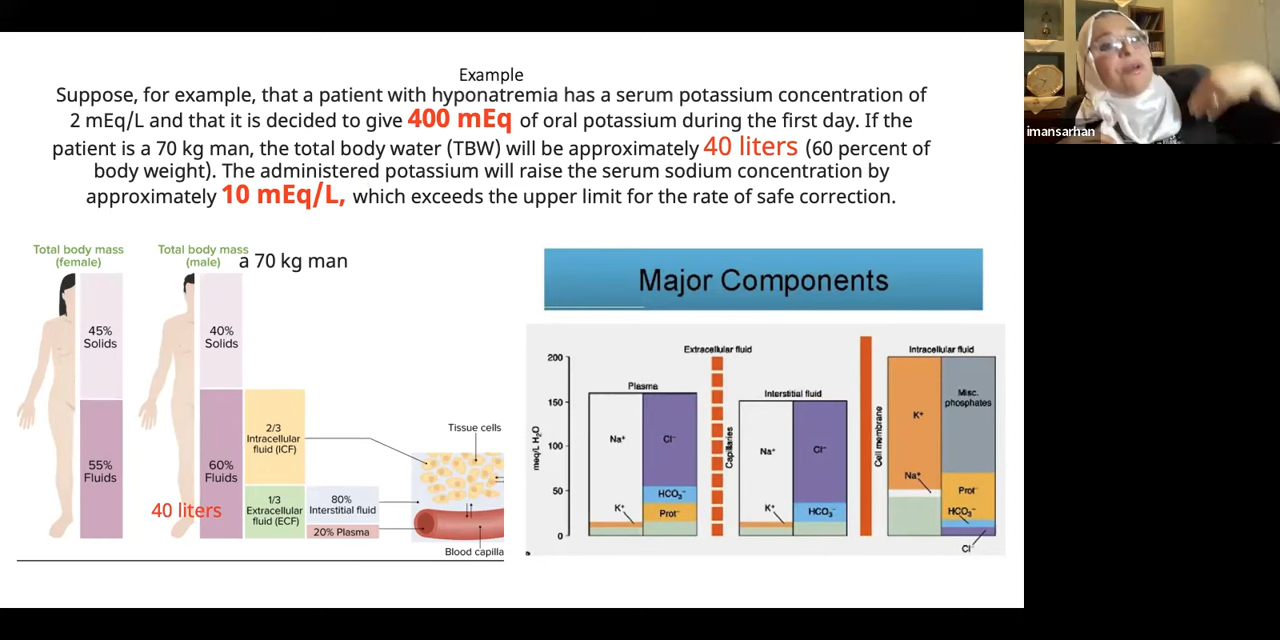 Example
Suppose, for example, that a patient with hyponatremia has a serum potassium concentration of
2 mEq/L and that it is decided to give 400 mEq of oral potassium during the first day. If the
patient is a 70 kg man, the total body water (TBW) will be approximately 40 liters (60 percent of
body weight). The administered potassium will raise the serum sodium concentration by
approximately 10 mEq/L, which exceeds the upper limit for the rate of safe correction.
imansarhan
Total body mass
(female)
45%
Solids
55%
Fluids
Total body mass
(male)
a 70 kg man
40%
Solids
60%
Fluids
40 liters
2/3
Intracellular
fluid (ICF)
1/3
Extracellular
fluid (ECF)
80%
Interstitial fluid
20% Plasma
Tissue cells
Blood capilla
Major Components
Extracellular fluid
Intracellular fluid
meq/L H₂O
200
150
100
50
0
Plasma
Na⁺
K⁺
Cl⁻
HCO₃⁻
Prot⁻
Capillaries
Interstitial fluid
Na⁺
K⁺
Cl⁻
HCO₃⁻
Cell membrane
K⁺
Na⁺
Misc.
phosphates
Prot⁻
HCO₃⁻
Cl⁻